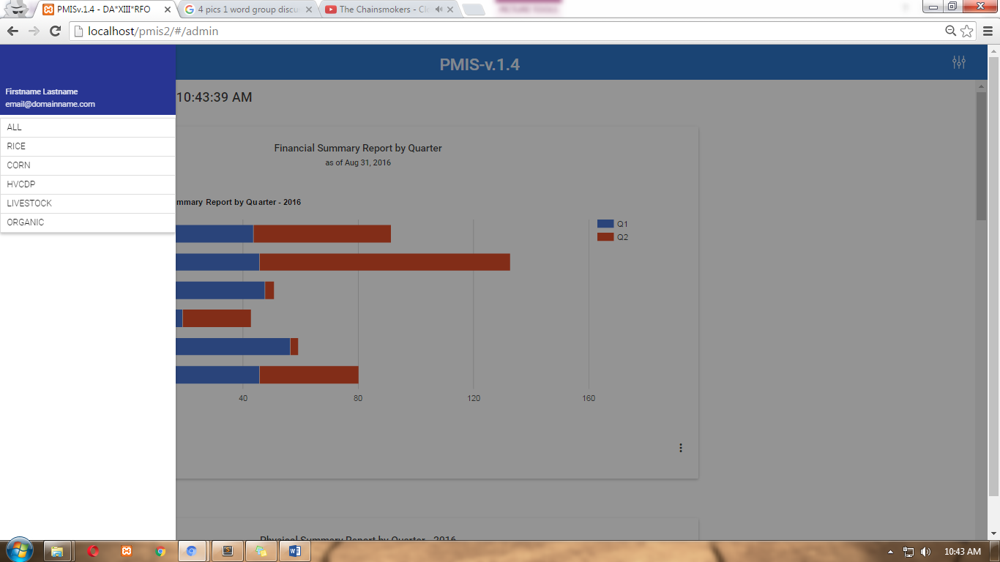 PMISv.1.4 - DA*XIII*RFO
4 pics 1 word group discu
The Chainsmokers - Clo
localhost/pmis2/#/admin
PMIS-v.1.4
Firstname Lastname
email@domainname.com
ALL
RICE
CORN
HVCDP
LIVESTOCK
ORGANIC
10:43:39 AM
Financial Summary Report by Quarter
as of Aug 31, 2016
mmary Report by Quarter - 2016
Q1
Q2
40 80 120 160
Physical Summary Report by Quarter - 2016
10:43 AM